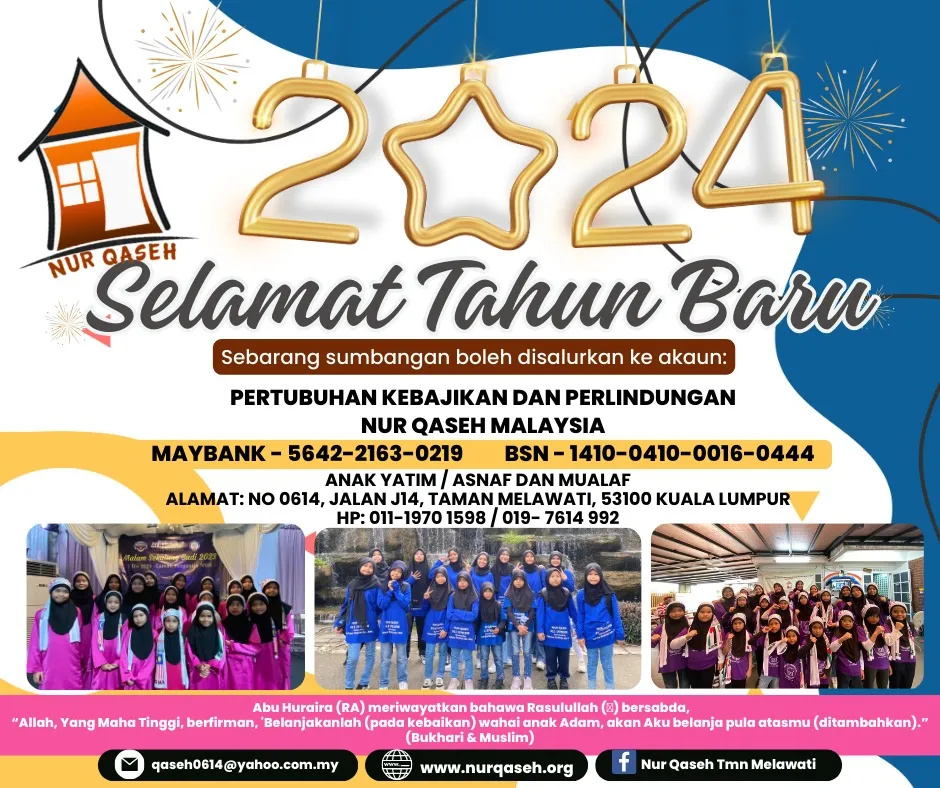 2024
NUR QASEH
Selamat Tahun Baru
Sebarang sumbangan boleh disalurkan ke akaun:
PERTUBUHAN KEBAJIKAN DAN PERLINDUNGAN
NUR QASEH MALAYSIA
MAYBANK - 5642-2163-0219 BSN - 1410-0410-0016-0444
ANAK YATIM / ASNAF DAN MUALAF
ALAMAT: NO 0614, JALAN J14, TAMAN MELAWATI, 53100 KUALA LUMPUR
HP: 011-1970 1598 / 019- 7614 992
Malam Sekalung Budi 2023
Abu Huraira (RA) meriwayatkan bahawa Rasulullah (▯) bersabda,
“Allah, Yang Maha Tinggi, berfirman, 'Belanjakanlah (pada kebaikan) wahai anak Adam, akan Aku belanja pula atasmu (ditambahkan).”
(Bukhari & Muslim)
qaseh0614@yahoo.com.my
www.nurqaseh.org
Nur Qaseh Tmn Melawati